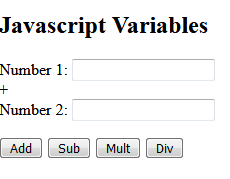 Javascript Variables
Number 1:
+
Number 2:
Add Sub Mult Div